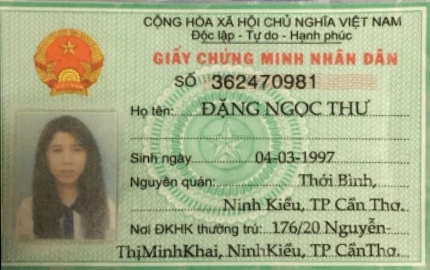 CỘNG HÒA XÃ HỘI CHỦ NGHĨA VIỆT NAM
Độc lập - Tự do - Hạnh phúc
GIẤY CHỨNG MINH NHÂN DÂN
SỐ 362470981
Họ tên: ĐẶNG NGỌC THƯ
Sinh ngày 04-03-1997
Nguyên quán: Thới Bình,
Ninh Kiều, TP Cần Thơ.
Nơi ĐKHK thường trú: 176/20 Nguyễn-
ThịMinhKhai, NinhKiều, TP CầnThơ.